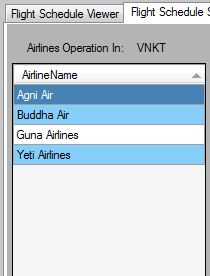 Flight Schedule Viewer Flight Schedule S
Airlines Operation In: VNKT
AirlineName
Agni Air
Buddha Air
Guna Airlines
Yeti Airlines